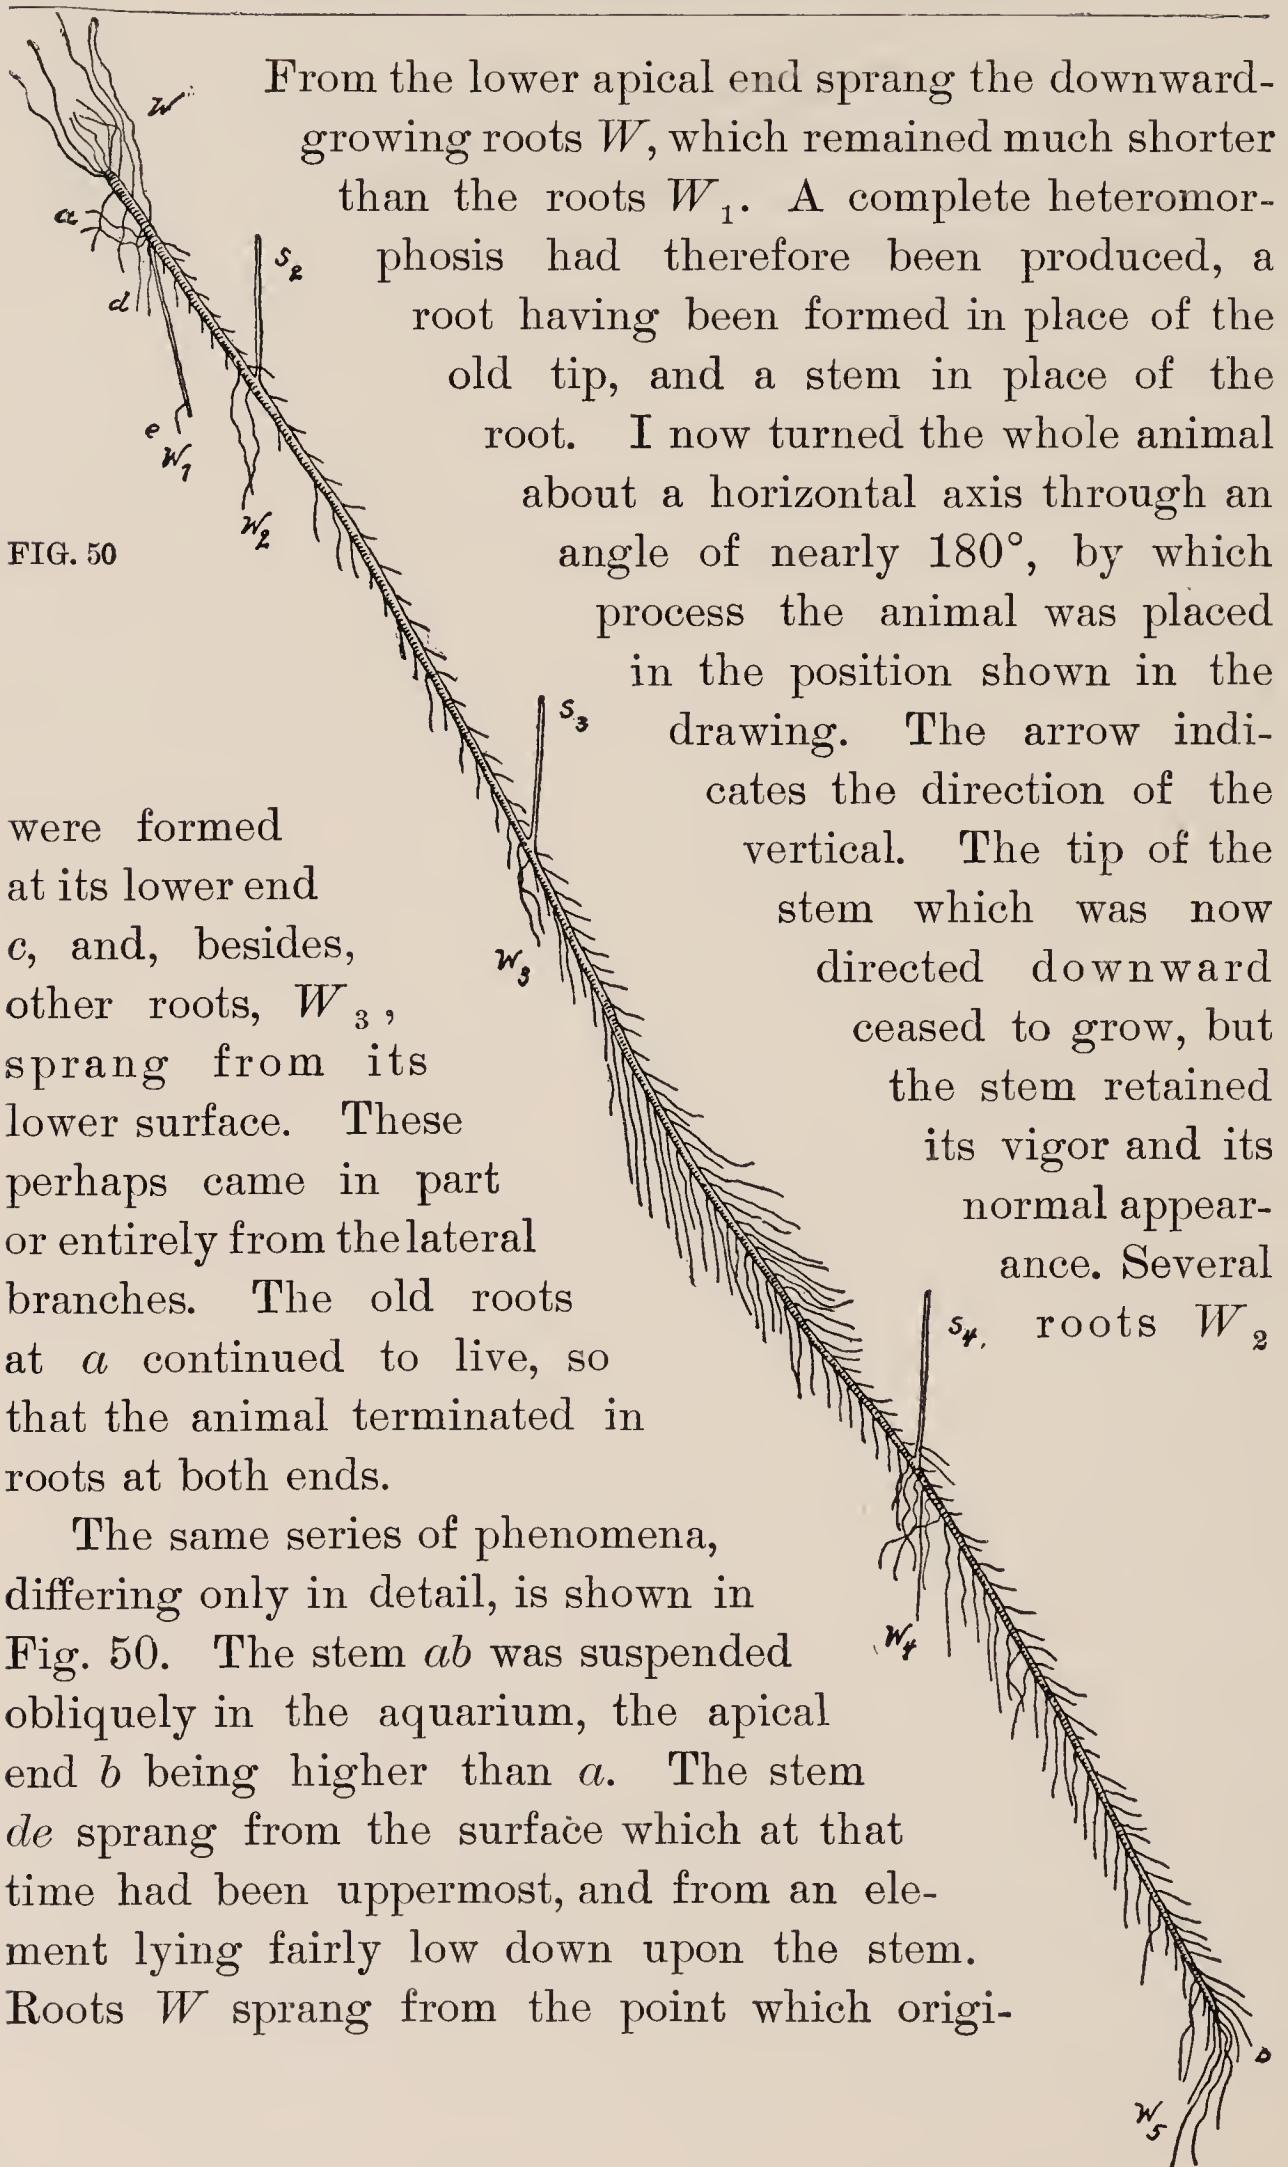 From the lower apical end sprang the downward-
growing roots W, which remained much shorter
than the roots W₁. A complete heteromor-
phosis had therefore been produced, a
root having been formed in place of the
old tip, and a stem in place of the
root. I now turned the whole animal
about a horizontal axis through an
angle of nearly 180°, by which
process the animal was placed
in the position shown in the
drawing. The arrow indi-
cates the direction of the
vertical. The tip of the
stem which was now
directed downward
ceased to grow, but
the stem retained
its vigor and its
normal appear-
ance. Several
roots W₂
were formed
at its lower end
c, and, besides,
other roots, W₃,
sprang from its
lower surface. These
perhaps came in part
or entirely from the lateral
branches. The old roots
at a continued to live, so
that the animal terminated in
roots at both ends.
The same series of phenomena,
differing only in detail, is shown in
Fig. 50. The stem ab was suspended
obliquely in the aquarium, the apical
end b being higher than a. The stem
de sprang from the surface which at that
time had been uppermost, and from an ele-
ment lying fairly low down upon the stem.
Roots W sprang from the point which origi-
FIG. 50
W
a
d
e
W₁
S₂
W₂
S₃
W₃
S₄
W₄
b
W₅